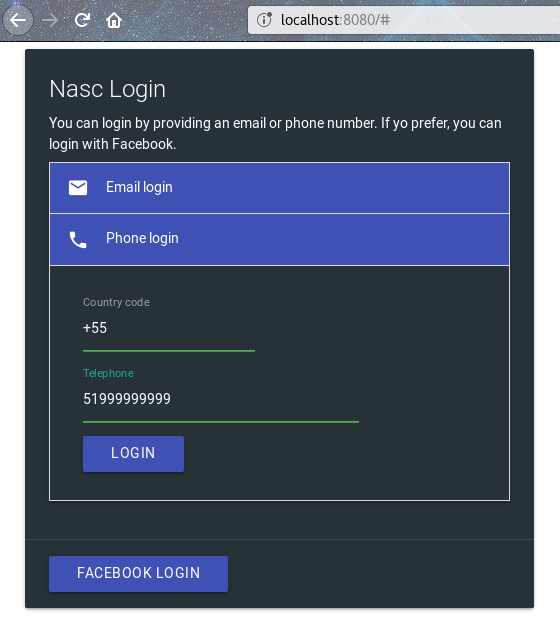 localhost:8080/#
Nasc Login
You can login by providing an email or phone number. If yo prefer, you can
login with Facebook.
Email login
Phone login
Country code
+55
Telephone
51999999999
LOGIN
FACEBOOK LOGIN